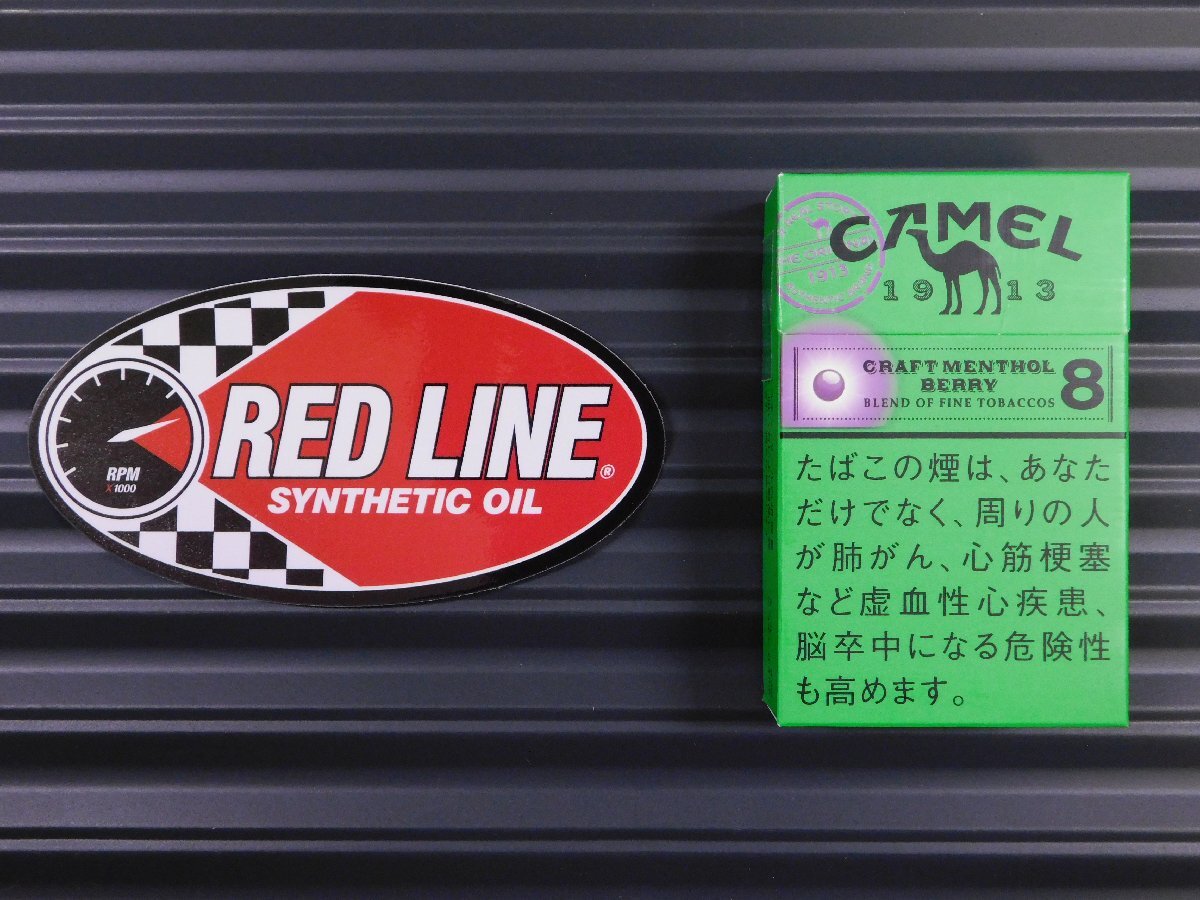 RPM
X1000
RED LINE®
SYNTHETIC OIL
CAMEL
1913
1913
CRAFT MENTHOL
BERRY
BLEND OF FINE TOBACCOS
8
たばこの煙は、あなた
だけでなく、周りの人
が肺がん、心筋梗塞
など虚血性心疾患、
脳卒中になる危険性
も高めます。